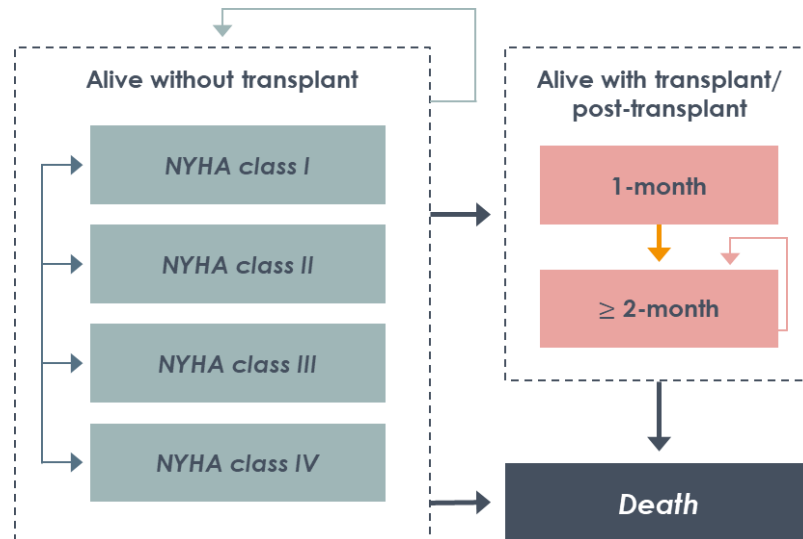 Alive without transplant
NYHA class I
NYHA class II
NYHA class III
NYHA class IV
Alive with transplant/
post-transplant
1-month
≥ 2-month
Death